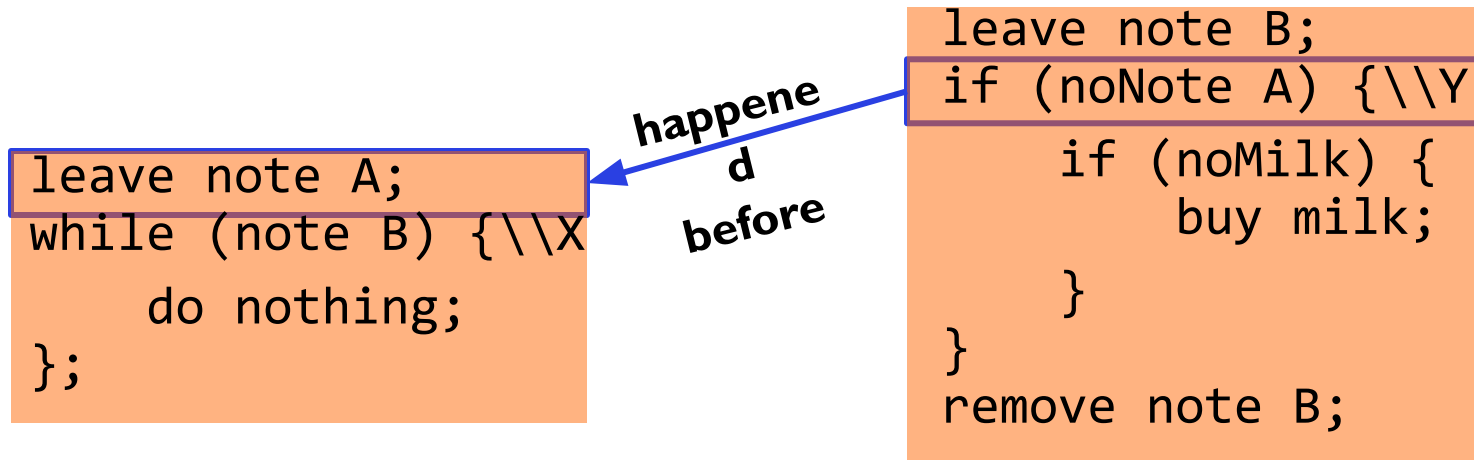 leave note A;
while (note B) {\\X
do nothing;
};
happene
d
before
leave note B;
if (noNote A) {\\Y
if (noMilk) {
buy milk;
}
}
remove note B;